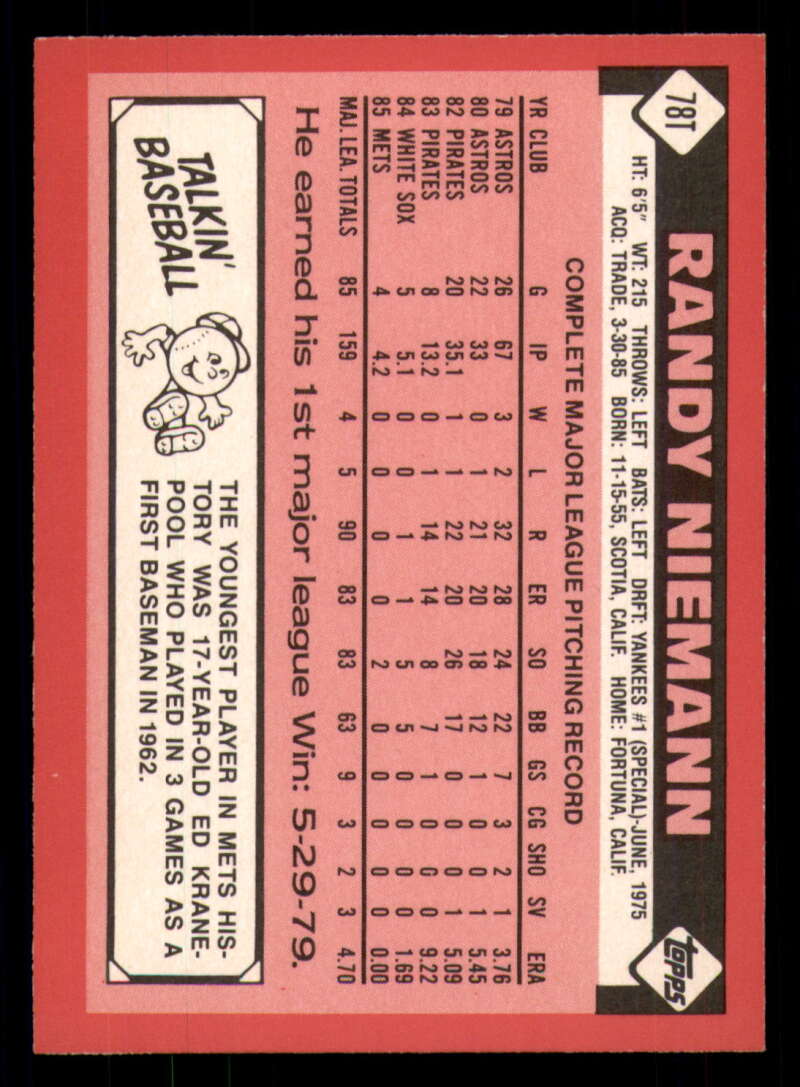 78T
RANDY NIEMANN
topps
HT: 6'5" WT: 215 THROWS: LEFT BATS: LEFT DRFT: YANKEES #1 (SPECIAL)-JUNE, 1975
ACQ: TRADE, 3-30-85 BORN: 11-15-55, SCOTIA, CALIF. HOME: FORTUNA, CALIF.
COMPLETE MAJOR LEAGUE PITCHING RECORD
YR CLUB G IP W L R ER SO BB GS CG SHO SV ERA
79 ASTROS 26 67 3 2 32 28 24 22 7 3 2 1 3.76
80 ASTROS 22 33 0 1 21 20 18 12 1 0 0 1 5.45
82 PIRATES 20 35.1 1 1 22 20 26 17 0 0 0 1 5.09
83 PIRATES 8 13.2 0 1 14 14 8 7 1 0 0 0 9.22
84 WHITE SOX 5 5.1 0 0 1 1 5 5 0 0 0 0 1.69
85 METS 4 4.2 0 0 0 0 2 0 0 0 0 0 0.00
MAJ. LEA. TOTALS 85 159 4 5 90 83 83 63 9 3 2 3 4.70
He earned his 1st major league Win: 5-29-79.
TALKIN'
BASEBALL
THE YOUNGEST PLAYER IN METS HIS-
TORY WAS 17-YEAR-OLD ED KRANE-
POOL WHO PLAYED IN 3 GAMES AS A
FIRST BASEMAN IN 1962.